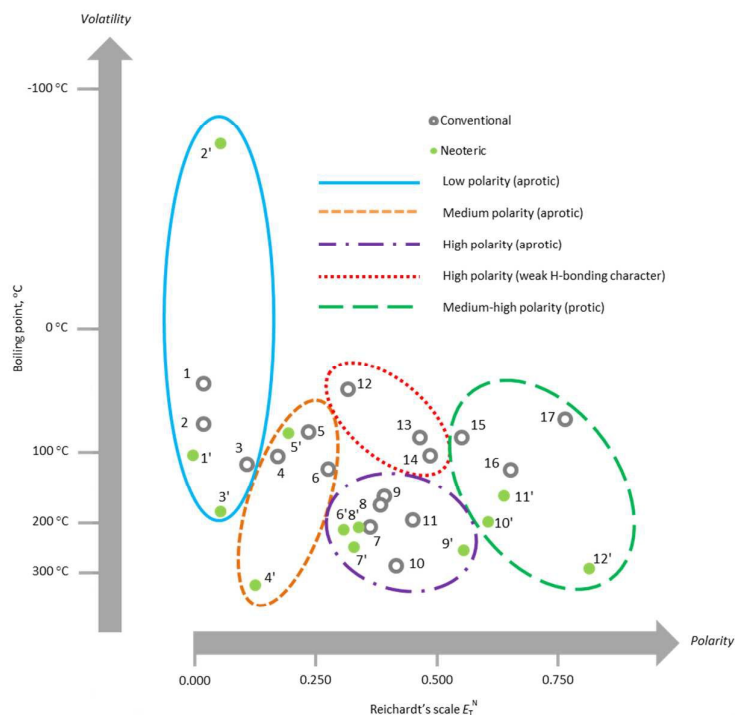 Volatility
-100 °C
Conventional
Neoteric
2'
Low polarity (aprotic)
Medium polarity (aprotic)
High polarity (aprotic)
High polarity (weak H-bonding character)
Medium-high polarity (protic)
Boiling point, °C
0 °C
1
12
2
5
13
15
17
100 °C
1'
3
5'
4
14
6
16
9
8
11'
3'
6'
8'
7
11
10'
200 °C
7'
9'
10
12'
300 °C
4'
Polarity
0.000
0.250
0.500
0.750
Reichardt's scale E_T^N